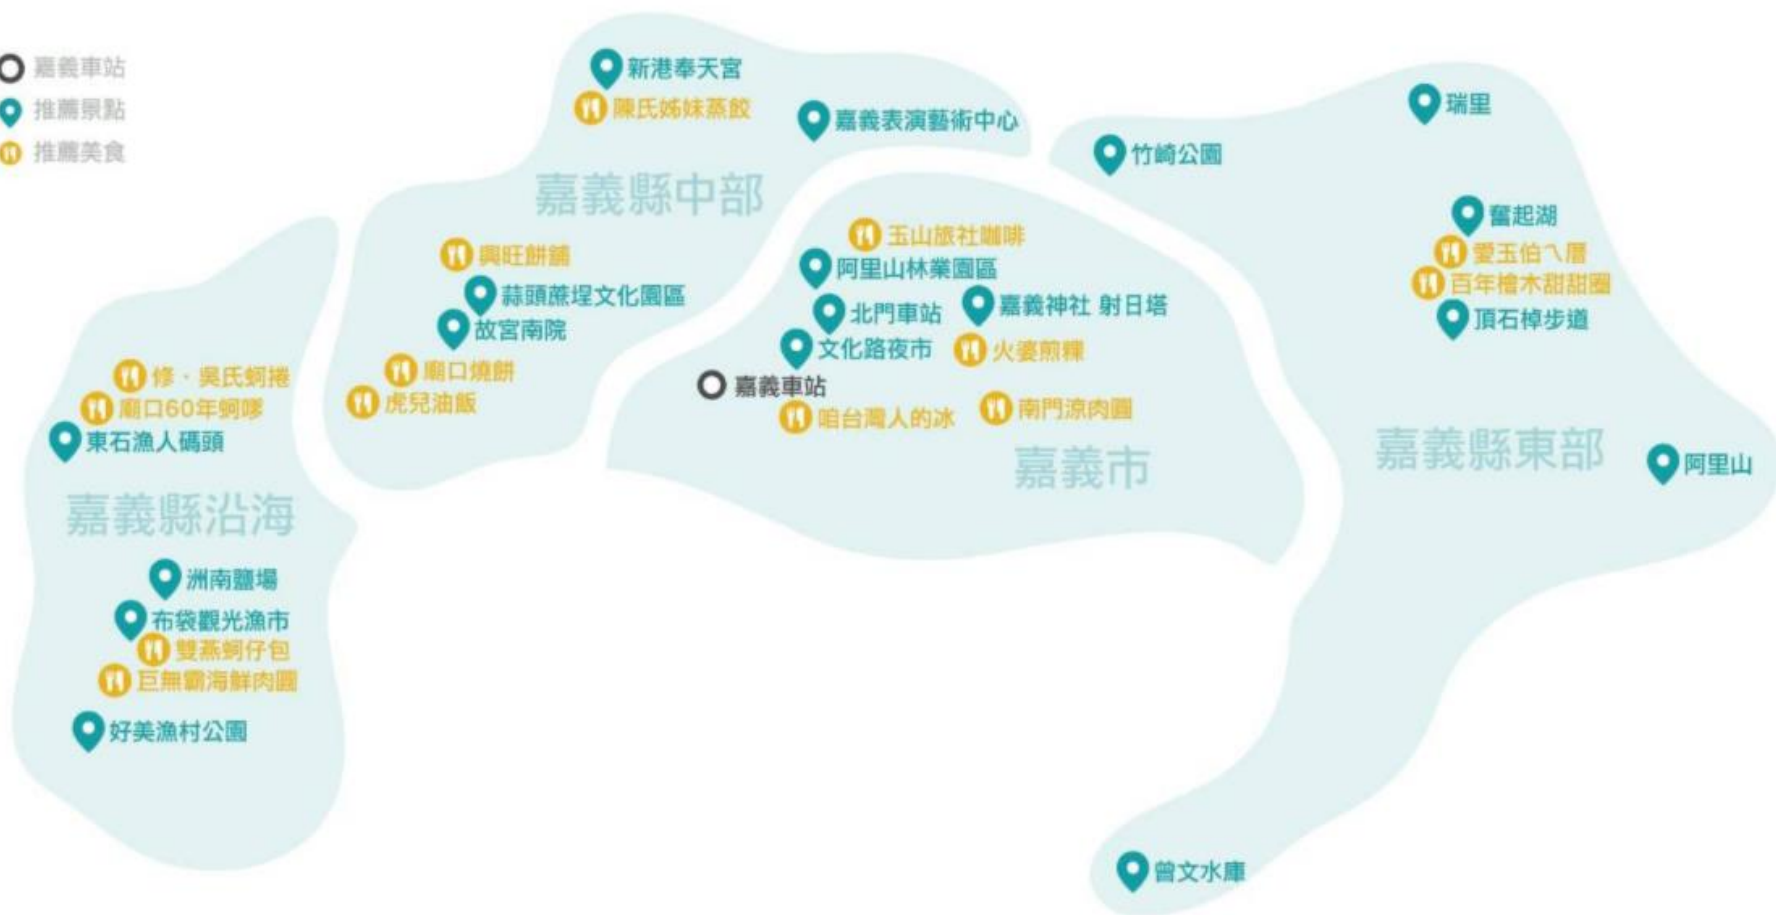 嘉義車站
推薦景點
推薦美食
新港奉天宮
陳氏姊妹蒸餃
嘉義表演藝術中心
嘉義縣中部
興旺餅舖
蒜頭蔗埕文化園區
故宮南院
廟口燒餅
虎兒油飯
修·吳氏蚵捲
廟口60年蚵嗲
東石漁人碼頭
嘉義縣沿海
洲南鹽場
布袋觀光漁市
雙燕蚵仔包
巨無霸海鮮肉圓
好美漁村公園
玉山旅社咖啡
阿里山林業園區
北門車站
嘉義神社 射日塔
文化路夜市
火婆煎粿
嘉義車站
咱台灣人的冰
南門涼肉圓
嘉義市
竹崎公園
瑞里
奮起湖
愛玉伯ㄟ厝
百年檜木甜甜圈
頂石棹步道
嘉義縣東部
阿里山
曾文水庫